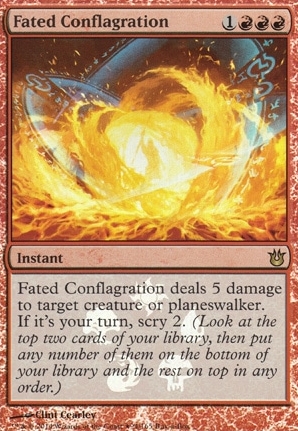 Fated Conflagration 1
Instant
Fated Conflagration deals 5 damage
to target creature or planeswalker.
If it's your turn, scry 2. (Look at the
top two cards of your library, then put
any number of them on the bottom of
your library and the rest on top in any
order.)
Clint Cearley